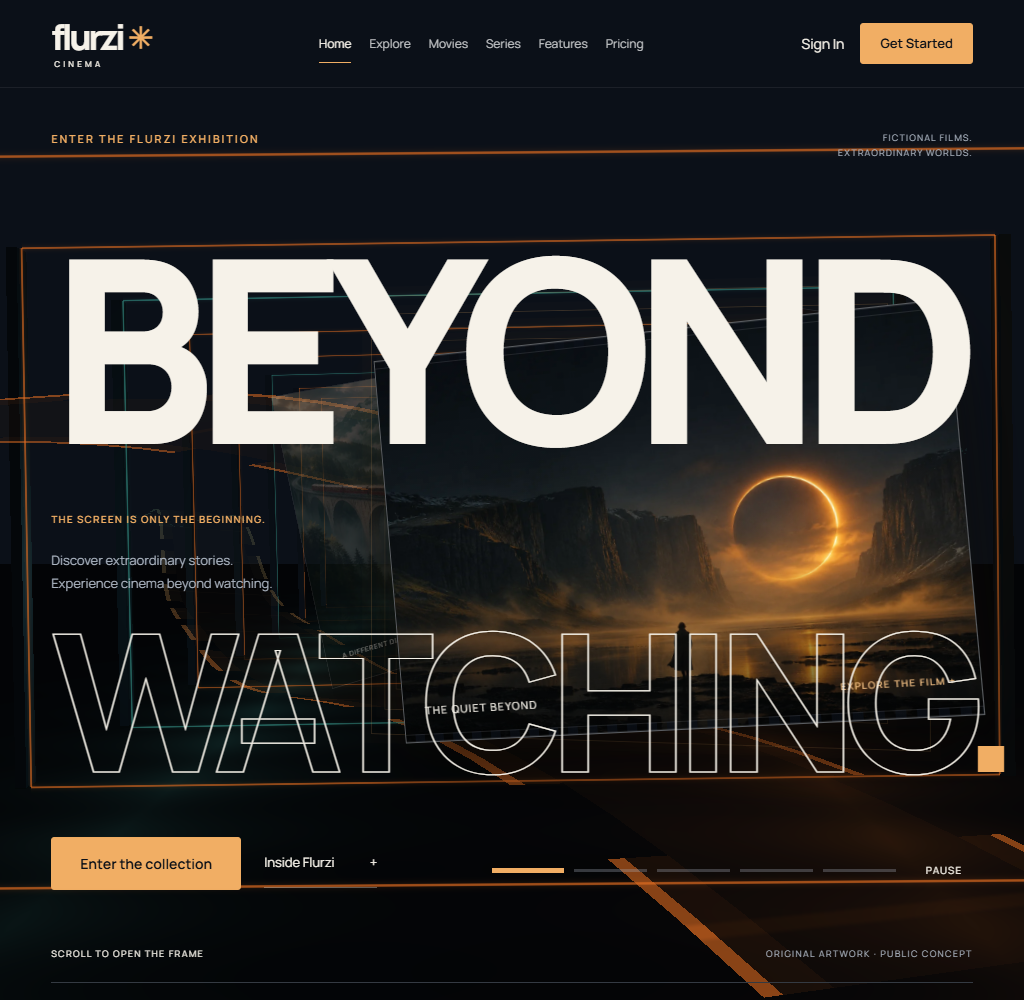 flurzi
CINEMA
Home Explore Movies Series Features Pricing
Sign In
Get Started
ENTER THE FLURZI EXHIBITION
FICTIONAL FILMS.
EXTRAORDINARY WORLDS.
BEYOND
THE SCREEN IS ONLY THE BEGINNING.
Discover extraordinary stories.
Experience cinema beyond watching.
A DIFFERENT
WATCHING
THE QUIET BEYOND
EXPLORE THE FILM
Enter the collection
Inside Flurzi +
PAUSE
SCROLL TO OPEN THE FRAME
ORIGINAL ARTWORK · PUBLIC CONCEPT